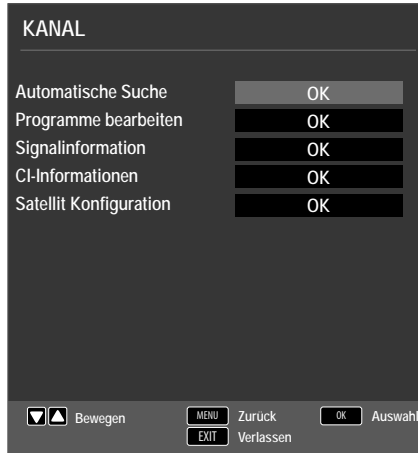 KANAL
Automatische Suche OK
Programme bearbeiten OK
Signalinformation OK
CI-Informationen OK
Satellit Konfiguration OK
Bewegen MENU Zurück OK Auswahl
EXIT Verlassen